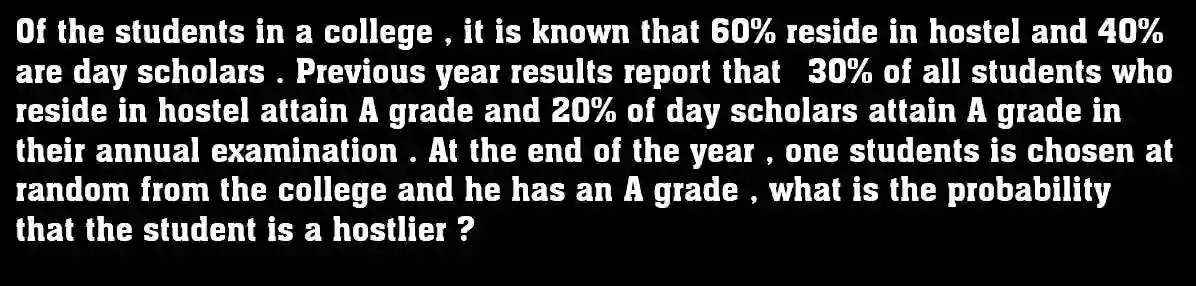 Of the students in a college , it is known that 60% reside in hostel and 40%
are day scholars . Previous year results report that 30% of all students who
reside in hostel attain A grade and 20% of day scholars attain A grade in
their annual examination . At the end of the year , one students is chosen at
random from the college and he has an A grade , what is the probability
that the student is a hostlier ?